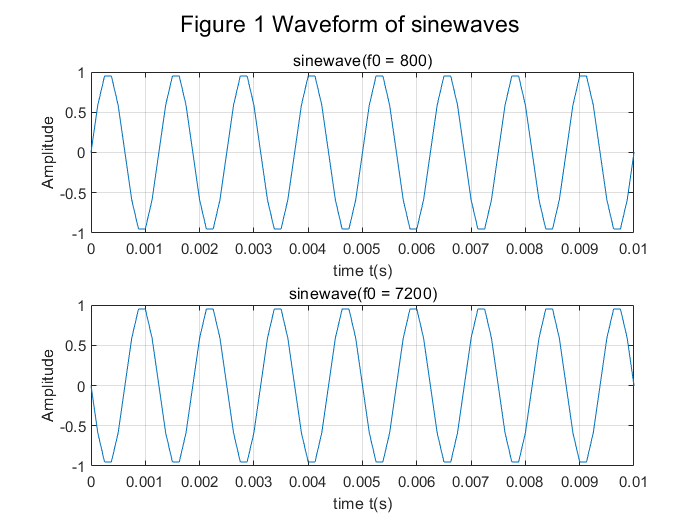 Figure 1 Waveform of sinewaves
sinewave(f0 = 800)
1
0.5
0
-0.5
-1
Amplitude
0 0.001 0.002 0.003 0.004 0.005 0.006 0.007 0.008 0.009 0.01
time t(s)
sinewave(f0 = 7200)
1
0.5
0
-0.5
-1
Amplitude
0 0.001 0.002 0.003 0.004 0.005 0.006 0.007 0.008 0.009 0.01
time t(s)